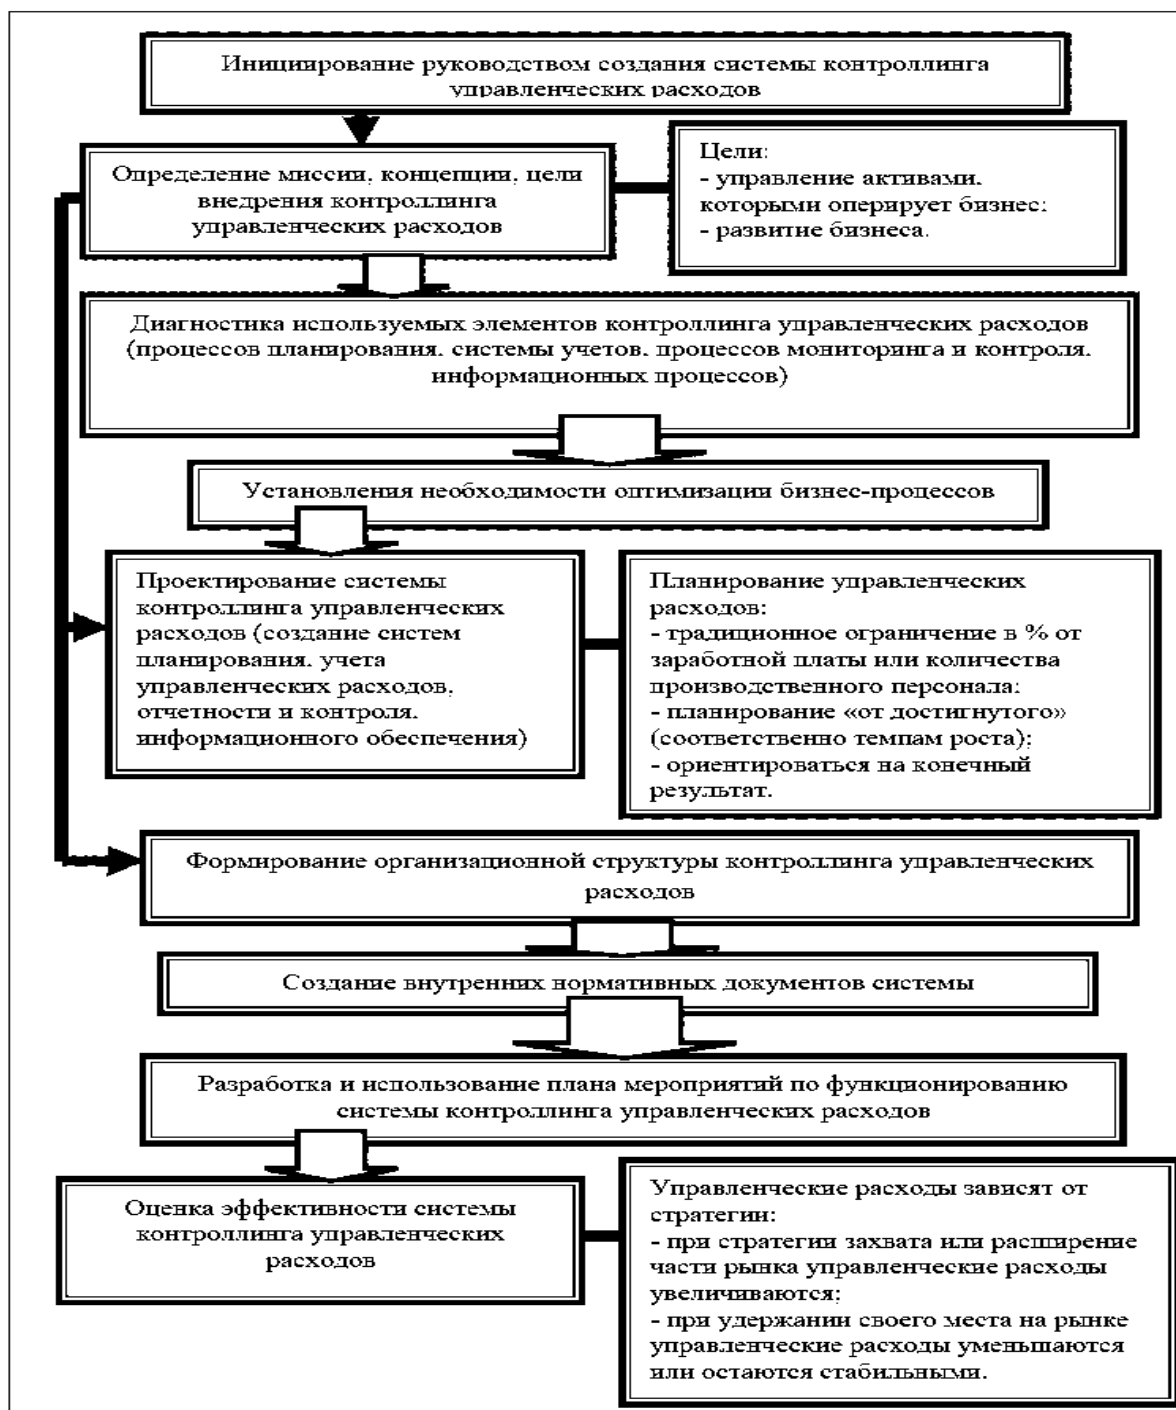 Инициирование руководством создания системы контроллинга
управленческих расходов
Определение миссии, концепции, цели
внедрения контроллинга
управленческих расходов
Цели:
- управление активами,
которыми оперирует бизнес;
- развитие бизнеса.
Диагностика используемых элементов контроллинга управленческих расходов
(процессов планирования, системы учетов, процессов мониторинга и контроля,
информационных процессов)
Установления необходимости оптимизации бизнес-процессов
Проектирование системы
контроллинга управленческих
расходов (создание систем
планирования, учета
управленческих расходов,
отчетности и контроля,
информационного обеспечения)
Планирование управленческих
расходов:
- традиционное ограничение в % от
заработной платы или количества
производственного персонала;
- планирование «от достигнутого»
(соответственно темпам роста);
- ориентироваться на конечный
результат.
Формирование организационной структуры контроллинга управленческих
расходов
Создание внутренних нормативных документов системы
Разработка и использование плана мероприятий по функционированию
системы контроллинга управленческих расходов
Оценка эффективности системы
контроллинга управленческих
расходов
Управленческие расходы зависят от
стратегии:
- при стратегии захвата или расширение
части рынка управленческие расходы
увеличиваются;
- при удержании своего места на рынке
управленческие расходы уменьшаются
или остаются стабильными.